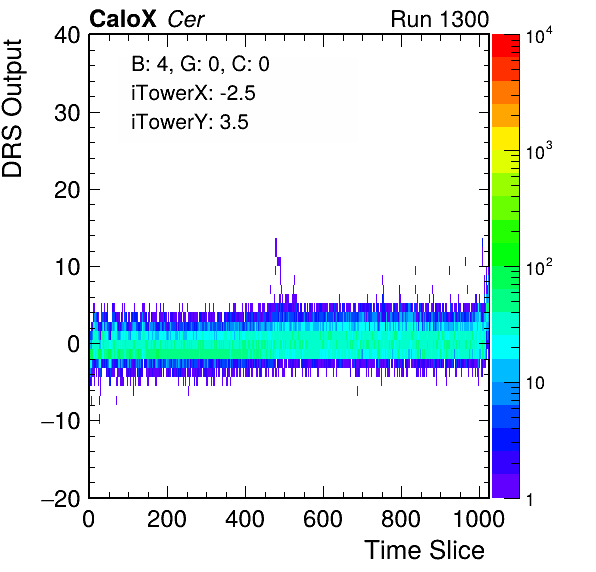 CaloX Cer Run 1300
DRS Output
B: 4, G: 0, C: 0
iTowerX: -2.5
iTowerY: 3.5
40
30
20
10
0
−10
−20
0 200 400 600 800 1000
Time Slice
10^4
10^3
10^2
10
1